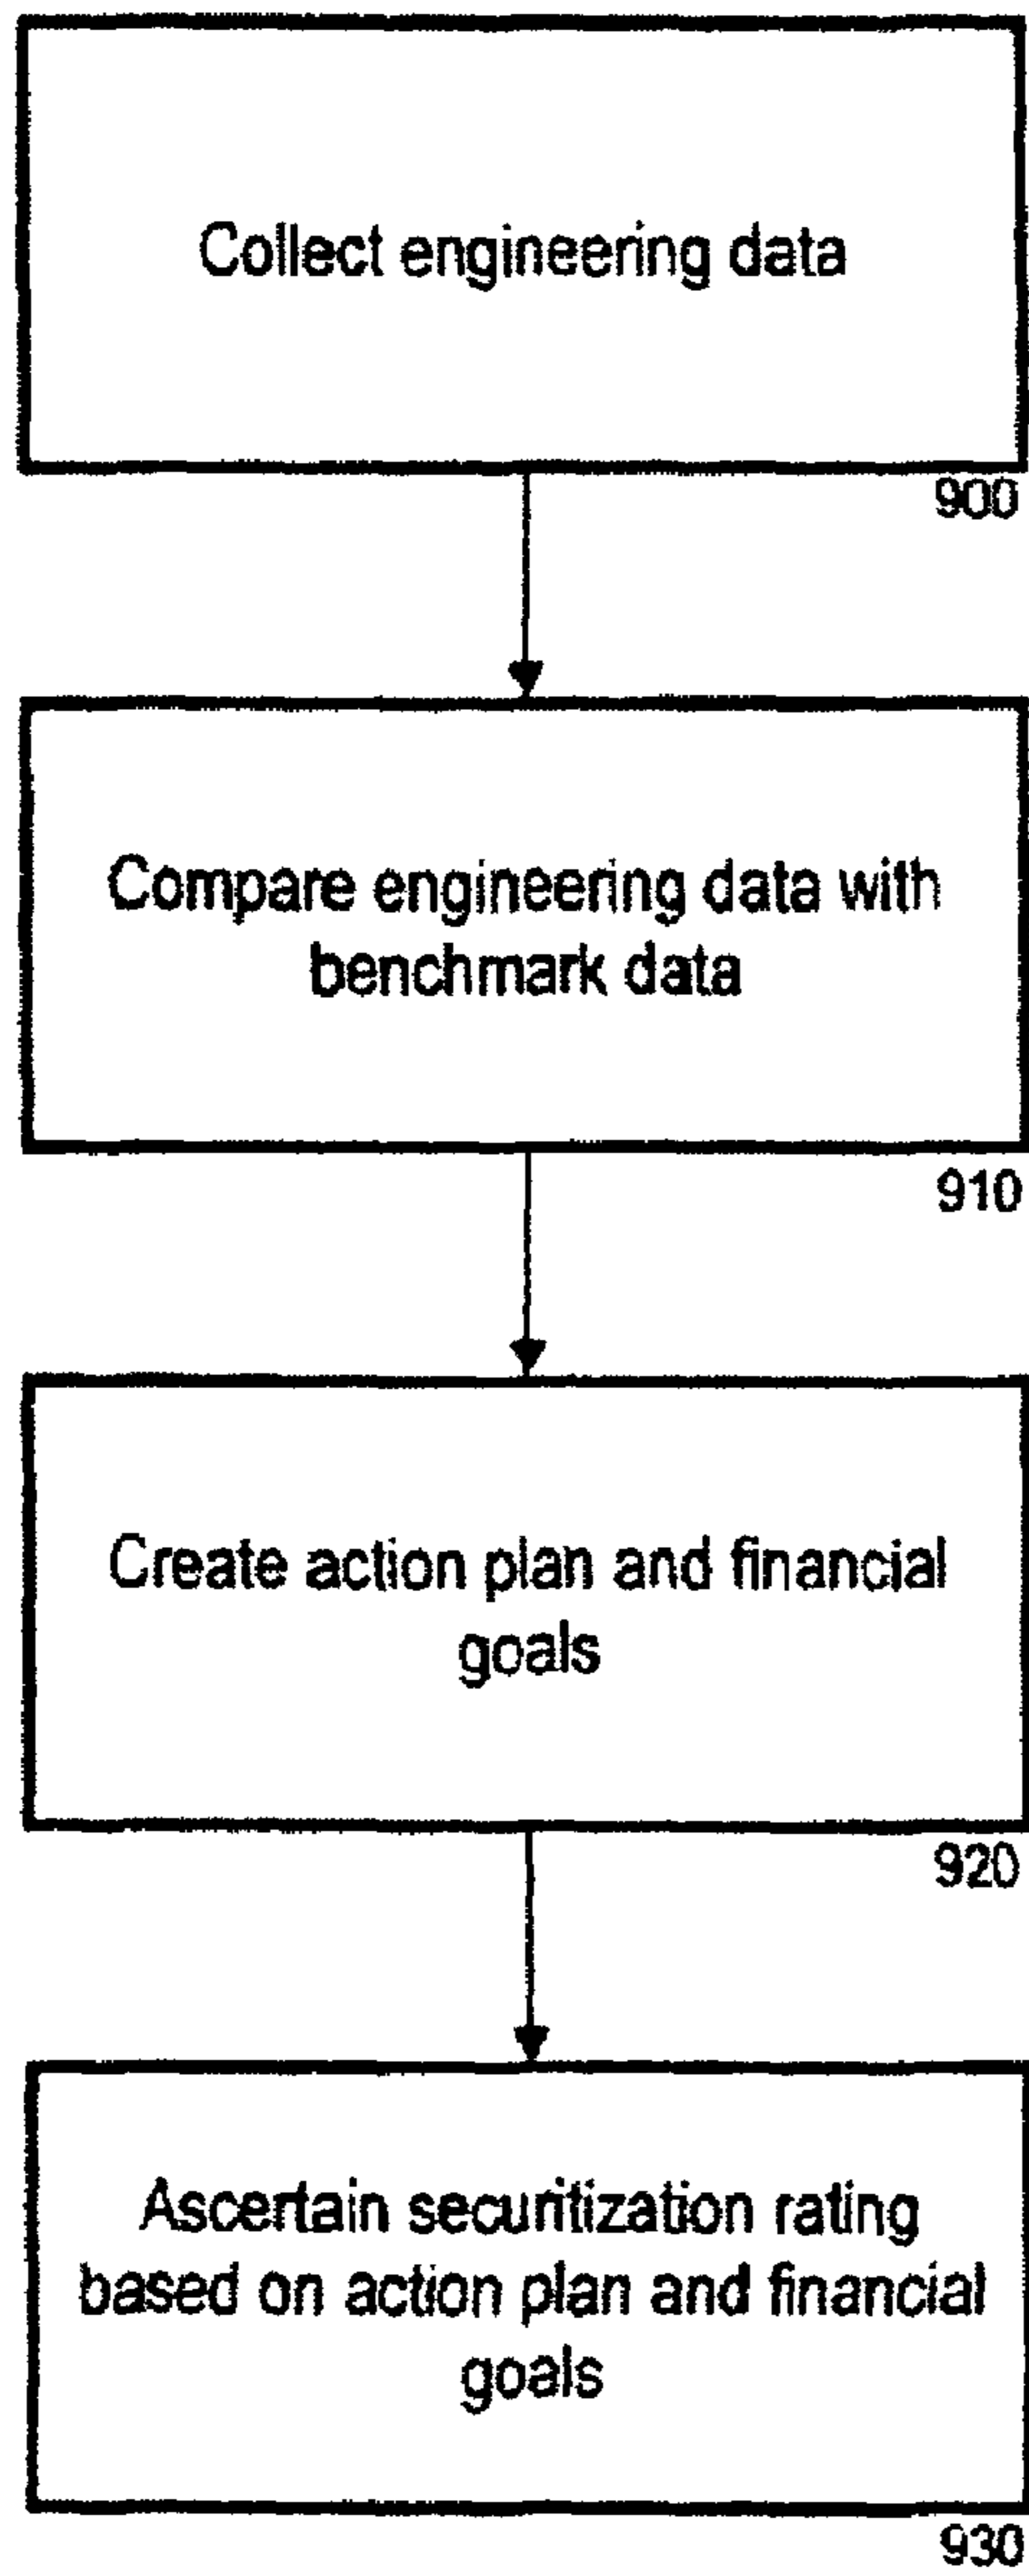 Collect engineering data
900
Compare engineering data with
benchmark data
910
Create action plan and financial
goals
920
Ascertain securitization rating
based on action plan and financial
goals
930